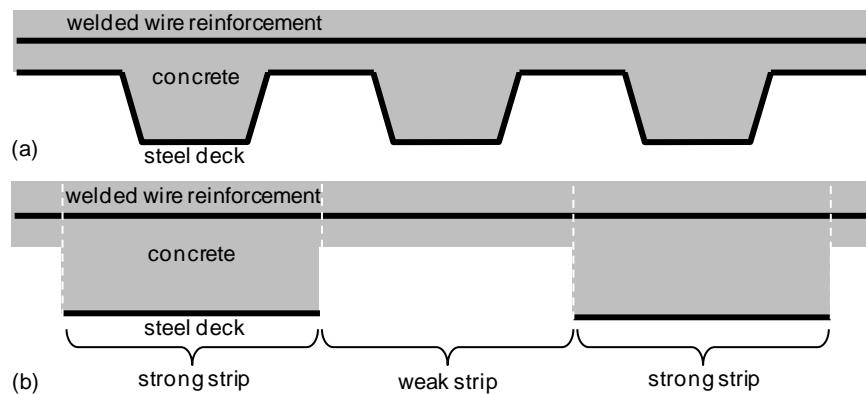 welded wire reinforcement
concrete
(a)
steel deck
welded wire reinforcement
concrete
steel deck
(b)
strong strip
weak strip
strong strip